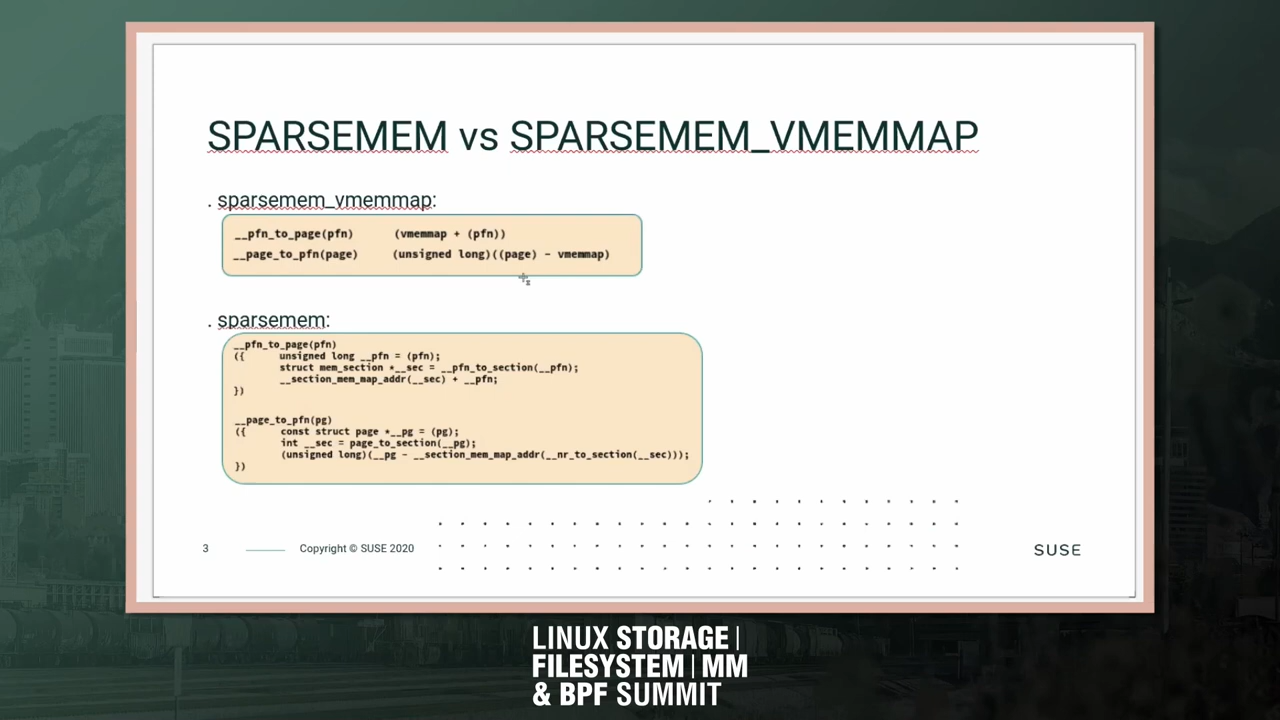 SPARSEMEM vs SPARSEMEM_VMEMMAP
. sparsemem_vmemmap:
__pfn_to_page(pfn) (vmemmap + (pfn))
__page_to_pfn(page) (unsigned long)((page) - vmemmap)
. sparsemem:
__pfn_to_page(pfn)
({ unsigned long __pfn = (pfn);
struct mem_section *__sec = __pfn_to_section(__pfn);
__section_mem_map_addr(__sec) + __pfn;
})
__page_to_pfn(pg)
({ const struct page *__pg = (pg);
int __sec = page_to_section(__pg);
(unsigned long)(__pg - __section_mem_map_addr(__nr_to_section(__sec)));
})
3 Copyright © SUSE 2020 SUSE
LINUX STORAGE |
FILESYSTEM | MM
& BPF SUMMIT